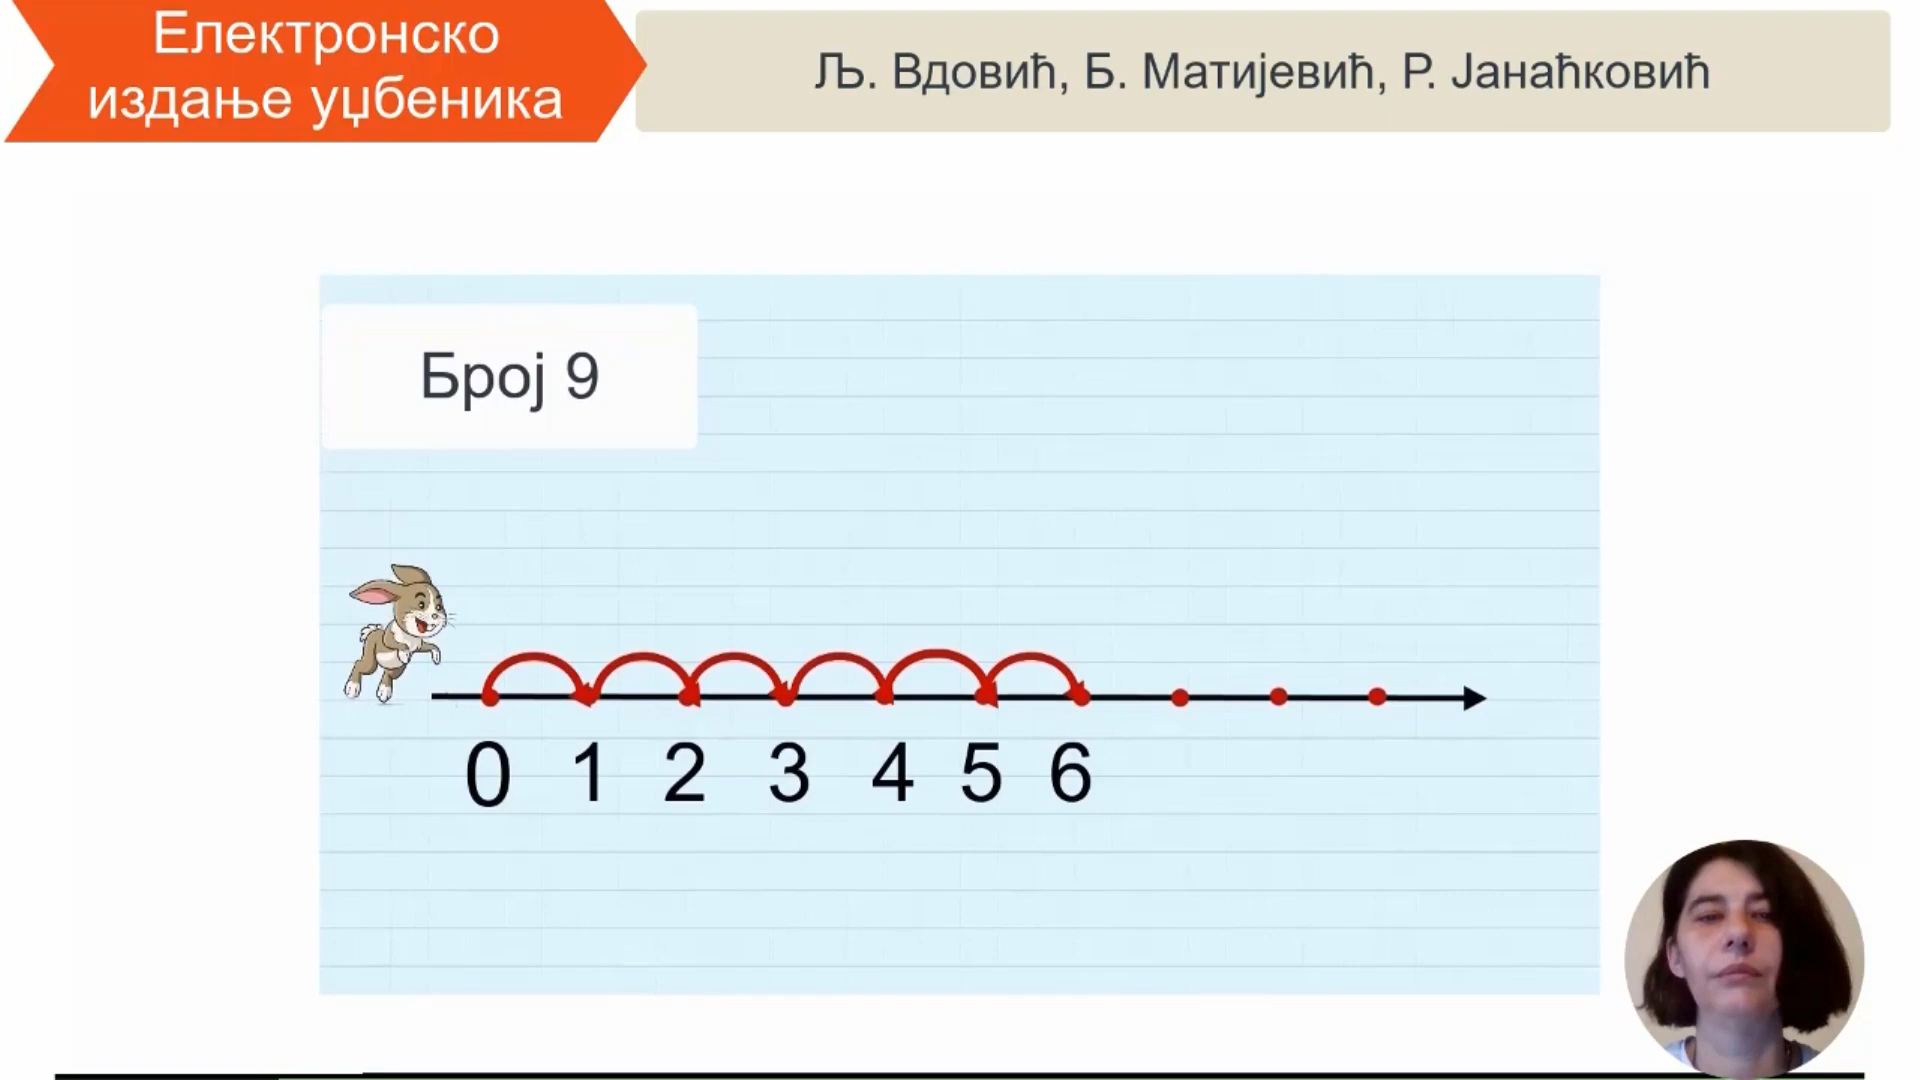 Електронско
издање уџбеника
Љ. Вдовић, Б. Матијевић, Р. Јанаћковић
Број 9
0 1 2 3 4 5 6